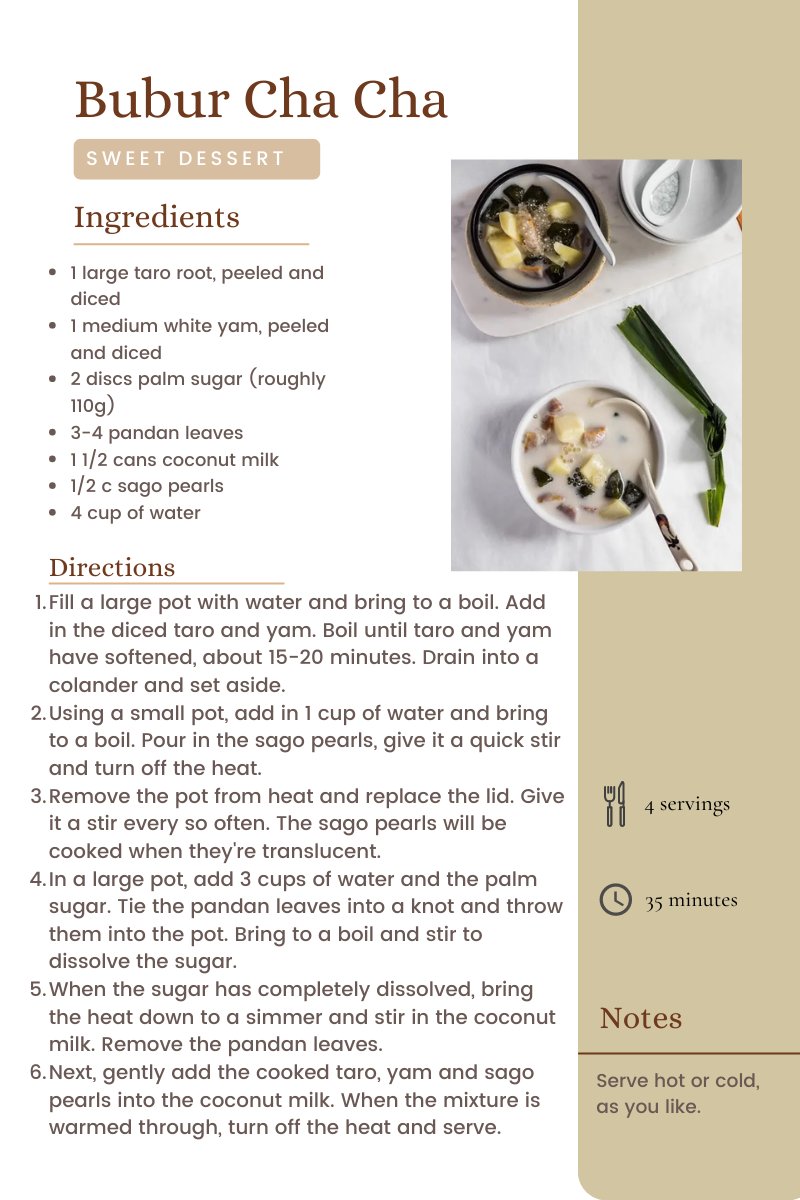 Bubur Cha Cha
SWEET DESSERT
Ingredients
• 1 large taro root, peeled and
diced
• 1 medium white yam, peeled
and diced
• 2 discs palm sugar (roughly
110g)
• 3-4 pandan leaves
• 1 1/2 cans coconut milk
• 1/2 c sago pearls
• 4 cup of water
Directions
1. Fill a large pot with water and bring to a boil. Add
in the diced taro and yam. Boil until taro and yam
have softened, about 15-20 minutes. Drain into a
colander and set aside.
2. Using a small pot, add in 1 cup of water and bring
to a boil. Pour in the sago pearls, give it a quick stir
and turn off the heat.
3. Remove the pot from heat and replace the lid. Give
it a stir every so often. The sago pearls will be
cooked when they're translucent.
4. In a large pot, add 3 cups of water and the palm
sugar. Tie the pandan leaves into a knot and throw
them into the pot. Bring to a boil and stir to
dissolve the sugar.
5. When the sugar has completely dissolved, bring
the heat down to a simmer and stir in the coconut
milk. Remove the pandan leaves.
6. Next, gently add the cooked taro, yam and sago
pearls into the coconut milk. When the mixture is
warmed through, turn off the heat and serve.
4 servings
35 minutes
Notes
Serve hot or cold,
as you like.